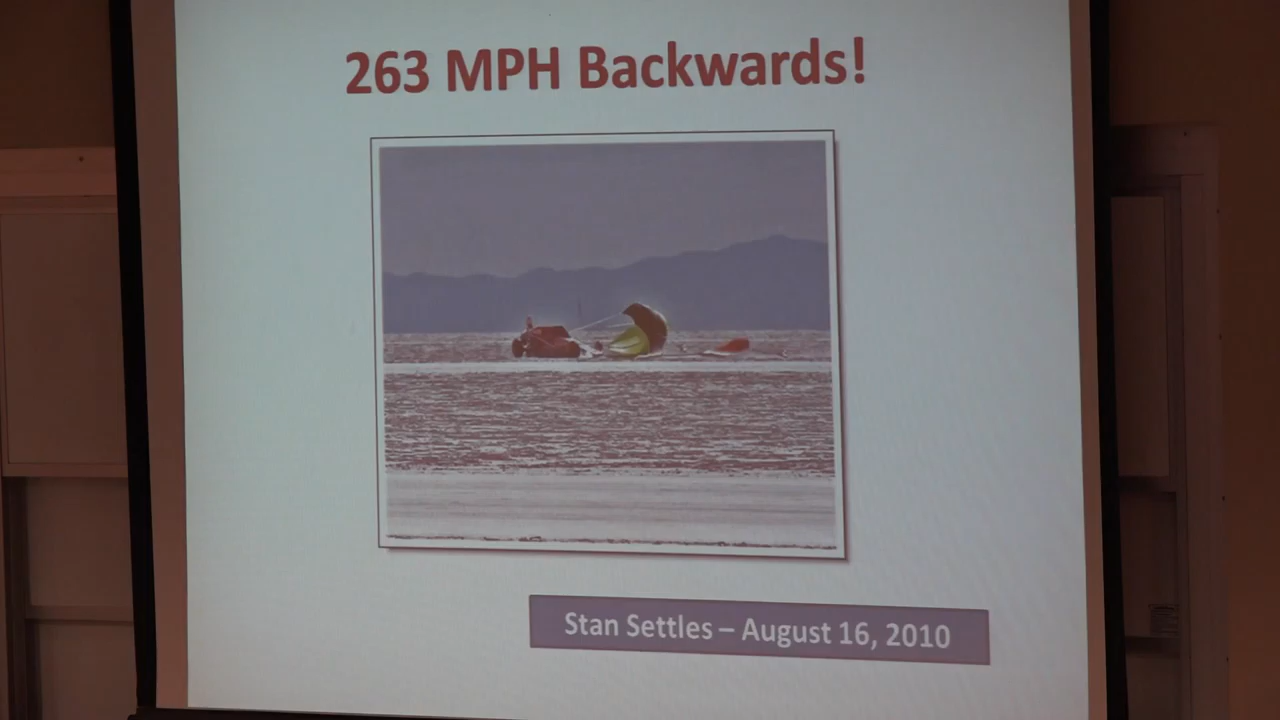 263 MPH Backwards!
Stan Settles – August 16, 2010